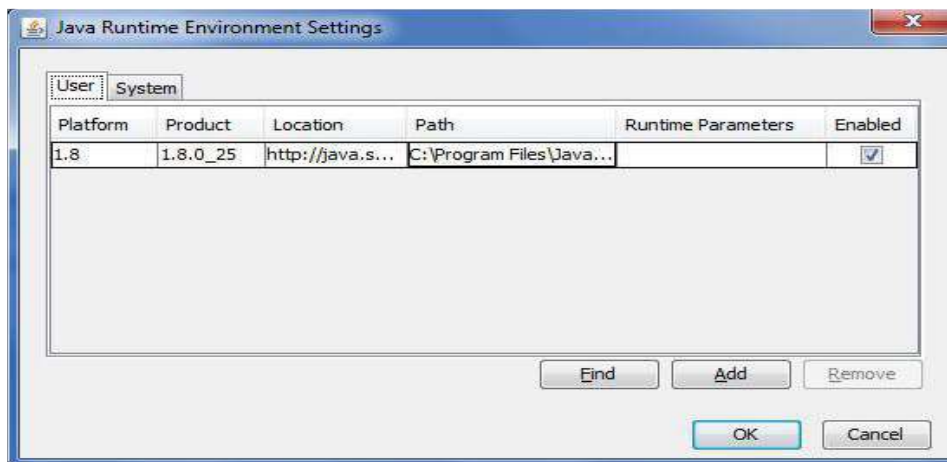 Java Runtime Environment Settings
User System
Platform Product Location Path Runtime Parameters Enabled
1.8 1.8.0_25 http://java.s... C:\Program Files\Java...
Find Add Remove
OK Cancel